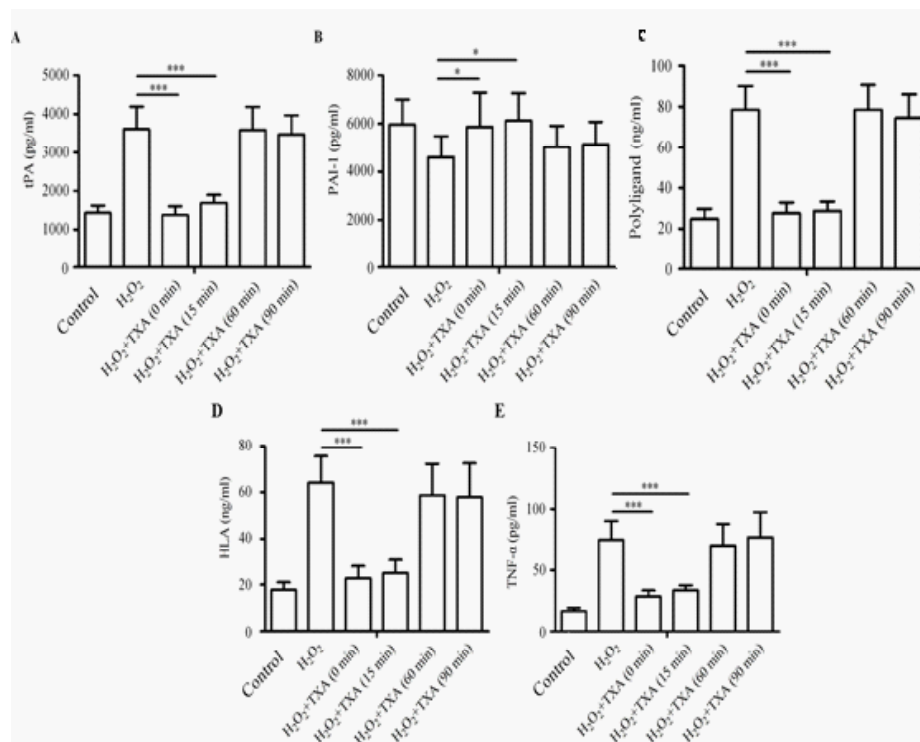 A
tPA (pg/ml)
5000
4000
3000
2000
1000
0
***
***
Control
H₂O₂
H₂O₂+TXA (0 min)
H₂O₂+TXA (15 min)
H₂O₂+TXA (60 min)
H₂O₂+TXA (90 min)
B
PAI-1 (pg/ml)
8000
6000
4000
2000
0
*
*
Control
H₂O₂
H₂O₂+TXA (0 min)
H₂O₂+TXA (15 min)
H₂O₂+TXA (60 min)
H₂O₂+TXA (90 min)
C
Polyligand (ng/ml)
100
80
60
40
20
0
***
***
Control
H₂O₂
H₂O₂+TXA (0 min)
H₂O₂+TXA (15 min)
H₂O₂+TXA (60 min)
H₂O₂+TXA (90 min)
D
HLA (ng/ml)
80
60
40
20
0
***
***
Control
H₂O₂
H₂O₂+TXA (0 min)
H₂O₂+TXA (15 min)
H₂O₂+TXA (60 min)
H₂O₂+TXA (90 min)
E
TNF-α (pg/ml)
150
100
50
0
***
***
Control
H₂O₂
H₂O₂+TXA (0 min)
H₂O₂+TXA (15 min)
H₂O₂+TXA (60 min)
H₂O₂+TXA (90 min)